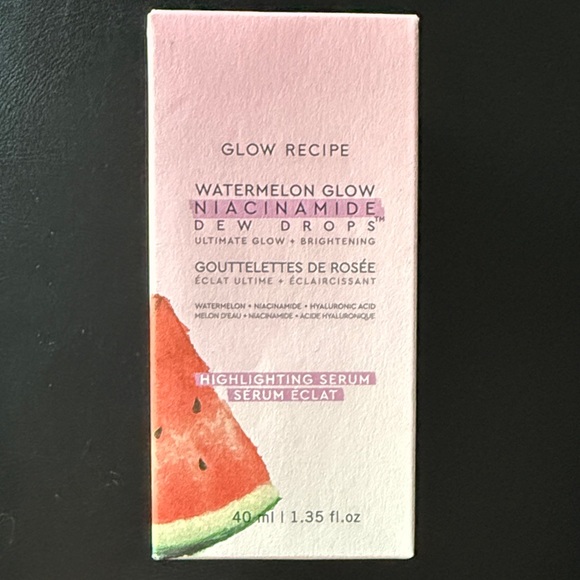 GLOW RECIPE
WATERMELON GLOW
NIACINAMIDE
DEW DROPS™
ULTIMATE GLOW + BRIGHTENING
GOUTTELETTES DE ROSÉE
ÉCLAT ULTIME + ÉCLAIRCISSANT
WATERMELON • NIACINAMIDE • HYALURONIC ACID
MELON D'EAU • NIACINAMIDE • ACIDE HYALURONIQUE
HIGHLIGHTING SERUM
SÉRUM ECLAT
40 ml | 1.35 fl.oz